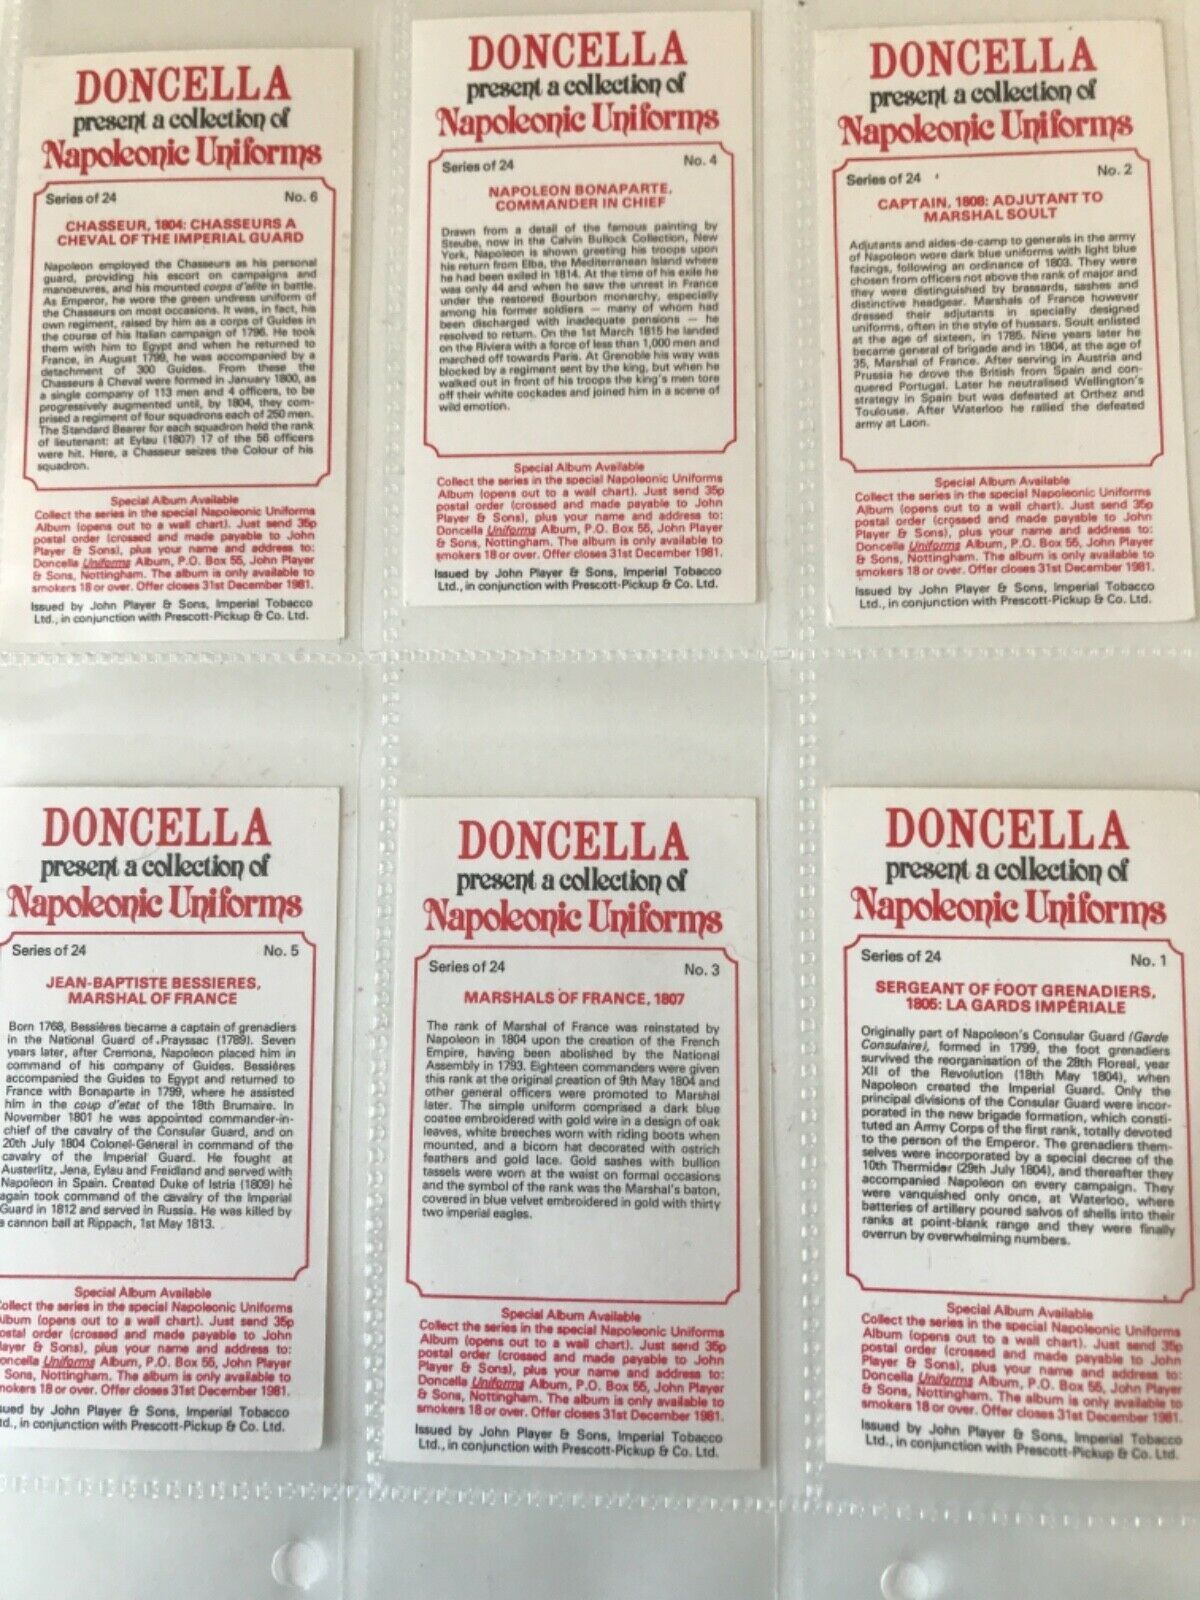 DONCELLA
present a collection of
Napoleonic Uniforms
Series of 24 No. 6
CHASSEUR, 1804: CHASSEURS A
CHEVAL OF THE IMPERIAL GUARD
Napoleon employed the Chasseurs as his personal
guard, providing his escort on campaigns and
manoeuvres, and his mounted corps d'elite in battle.
As Emperor, he wore the green undress uniform of
the Chasseurs on most occasions. It was, in fact, his
own regiment, raised by him as a corps of Guides in
the course of his Italian campaign of 1796. He took
them with him to Egypt and when he returned to
France, in August 1799, he was accompanied by a
detachment of 300 Guides. From these the
Chasseurs à Cheval were formed in January 1800, as
a single company of 113 men and 4 officers, to be
progressively augmented until, by 1804, they com-
prised a regiment of four squadrons each of 250 men.
The Standard Bearer for each squadron held the rank
of lieutenant: at Eylau (1807) 17 of the 56 officers
were hit. Here, a Chasseur seizes the Colour of his
squadron.
Special Album Available
Collect the series in the special Napoleonic Uniforms
Album (opens out to a wall chart). Just send 35p
postal order (crossed and made payable to John
Player & Sons), plus your name and address to:
Doncella Uniforms Album, P.O. Box 55, John Player
& Sons, Nottingham. The album is only available to
smokers 18 or over. Offer closes 31st December 1981.
Issued by John Player & Sons, Imperial Tobacco
Ltd., in conjunction with Prescott-Pickup & Co. Ltd.
DONCELLA
present a collection of
Napoleonic Uniforms
Series of 24 No. 4
NAPOLEON BONAPARTE,
COMMANDER IN CHIEF
Drawn from a detail of the famous painting by
Steube, now in the Calvin Bullock Collection, New
York, Napoleon is shown greeting his troops upon
his return from Elba, the Mediterranean Island where
he had been exiled in 1814. At the time of his exile he
was only 44 and when he saw the unrest in France
under the restored Bourbon monarchy, especially
among his former soldiers — many of whom had
been discharged with inadequate pensions — he
resolved to return. On the 1st March 1815 he landed
on the Riviera with a force of less than 1,000 men and
marched off towards Paris. At Grenoble his way was
blocked by a regiment sent by the king, but when he
walked out in front of his troops the king's men tore
off their white cockades and joined him in a scene of
wild emotion.
Special Album Available
Collect the series in the special Napoleonic Uniforms
Album (opens out to a wall chart). Just send 35p
postal order (crossed and made payable to John
Player & Sons), plus your name and address to:
Doncella Uniforms Album, P.O. Box 55, John Player
& Sons, Nottingham. The album is only available to
smokers 18 or over. Offer closes 31st December 1981.
Issued by John Player & Sons, Imperial Tobacco
Ltd., in conjunction with Prescott-Pickup & Co. Ltd.
DONCELLA
present a collection of
Napoleonic Uniforms
Series of 24 No. 2
CAPTAIN, 1808: ADJUTANT TO
MARSHAL SOULT
Adjutants and aides-de-camp to generals in the army
of Napoleon wore dark blue uniforms with light blue
facings, following an ordinance of 1803. They were
chosen from officers not above the rank of major and
they were distinguished by brassards, sashes and
distinctive headgear. Marshals of France however
dressed their adjutants in specially designed
uniforms, often in the style of hussars. Soult enlisted
at the age of sixteen, in 1785. Nine years later he
became general of brigade and in 1804, at the age of
35, Marshal of France. After serving in Austria and
Prussia he drove the British from Spain and con-
quered Portugal. Later he neutralised Wellington's
strategy in Spain but was defeated at Orthez and
Toulouse. After Waterloo he rallied the defeated
army at Laon.
Special Album Available
Collect the series in the special Napoleonic Uniforms
Album (opens out to a wall chart). Just send 35p
postal order (crossed and made payable to John
Player & Sons), plus your name and address to:
Doncella Uniforms Album, P.O. Box 55, John Player
& Sons, Nottingham. The album is only available to
smokers 18 or over. Offer closes 31st December 1981.
Issued by John Player & Sons, Imperial Tobacco
Ltd., in conjunction with Prescott-Pickup & Co. Ltd.
DONCELLA
present a collection of
Napoleonic Uniforms
Series of 24 No. 5
JEAN-BAPTISTE BESSIERES,
MARSHAL OF FRANCE
Born 1768, Bessières became a captain of grenadiers
in the National Guard of Prayssac (1789). Seven
years later, after Cremona, Napoleon placed him in
command of his company of Guides. Bessières
accompanied the Guides to Egypt and returned to
France with Bonaparte in 1799, where he assisted
him in the coup d'etat of the 18th Brumaire. In
November 1801 he was appointed commander-in-
chief of the cavalry of the Consular Guard, and on
20th July 1804 Colonel-General in command of the
cavalry of the Imperial Guard. He fought at
Austerlitz, Jena, Eylau and Freidland and served with
Napoleon in Spain. Created Duke of Istria (1809) he
again took command of the cavalry of the Imperial
Guard in 1812 and served in Russia. He was killed by
a cannon ball at Rippach, 1st May 1813.
Special Album Available
ollect the series in the special Napoleonic Uniforms
lbum (opens out to a wall chart). Just send 35p
ostal order (crossed and made payable to John
layer & Sons), plus your name and address to:
oncella Uniforms Album, P.O. Box 55, John Player
Sons, Nottingham. The album is only available to
mokers 18 or over. Offer closes 31st December 1981.
ued by John Player & Sons, Imperial Tobacco
td., in conjunction with Prescott-Pickup & Co. Ltd.
DONCELLA
present a collection of
Napoleonic Uniforms
Series of 24 No. 3
MARSHALS OF FRANCE, 1807
The rank of Marshal of France was reinstated by
Napoleon in 1804 upon the creation of the French
Empire, having been abolished by the National
Assembly in 1793. Eighteen commanders were given
this rank at the original creation of 9th May 1804 and
other general officers were promoted to Marshal
later. The simple uniform comprised a dark blue
coatee embroidered with gold wire in a design of oak
leaves, white breeches worn with riding boots when
mounted, and a bicorn hat decorated with ostrich
feathers and gold lace. Gold sashes with bullion
tassels were worn at the waist on formal occasions
and the symbol of the rank was the Marshal's baton,
covered in blue velvet embroidered in gold with thirty
two imperial eagles.
Special Album Available
Collect the series in the special Napoleonic Uniforms
Album (opens out to a wall chart). Just send 35p
postal order (crossed and made payable to John
Player & Sons), plus your name and address to:
Doncella Uniforms Album, P.O. Box 55, John Player
& Sons, Nottingham. The album is only available to
smokers 18 or over. Offer closes 31st December 1981.
Issued by John Player & Sons, Imperial Tobacco
Ltd., in conjunction with Prescott-Pickup & Co. Ltd.
DONCELLA
present a collection of
Napoleonic Uniforms
Series of 24 No. 1
SERGEANT OF FOOT GRENADIERS,
1805: LA GARDS IMPÉRIALE
Originally part of Napoleon's Consular Guard (Garde
Consulaire), formed in 1799, the foot grenadiers
survived the reorganisation of the 28th Floreal, year
XII of the Revolution (18th May 1804), when
Napoleon created the Imperial Guard. Only the
principal divisions of the Consular Guard were incor-
porated in the new brigade formation, which consti-
tuted an Army Corps of the first rank, totally devoted
to the person of the Emperor. The grenadiers them-
selves were incorporated by a special decree of the
10th Thermidor (29th July 1804), and thereafter they
accompanied Napoleon on every campaign. They
were vanquished only once, at Waterloo, where
batteries of artillery poured salvos of shells into their
ranks at point-blank range and they were finally
overrun by overwhelming numbers.
Special Album Available
Collect the series in the special Napoleonic Uniforms
Album (opens out to a wall chart). Just send 35p
postal order (crossed and made payable to John
Player & Sons), plus your name and address to:
Doncella Uniforms Album, P.O. Box 55, John Player
& Sons, Nottingham. The album is only available to
smokers 18 or over. Offer closes 31st December 1981.
Issued by John Player & Sons, Imperial Tobacco
Ltd., in conjunction with Prescott-Pickup & Co. Ltd.